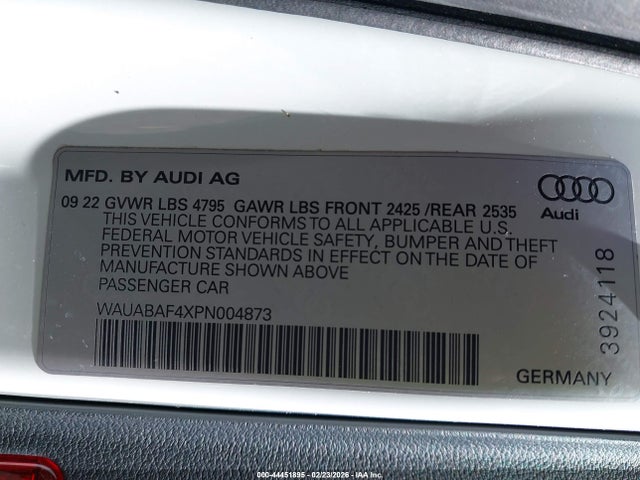 MFD. BY AUDI AG
09 22 GVWR LBS 4795 GAWR LBS FRONT 2425 /REAR 2535
THIS VEHICLE CONFORMS TO ALL APPLICABLE U.S.
FEDERAL MOTOR VEHICLE SAFETY, BUMPER AND THEFT
PREVENTION STANDARDS IN EFFECT ON THE DATE OF
MANUFACTURE SHOWN ABOVE
PASSENGER CAR
WAUABAF4XPN004873
Audi
3924118
GERMANY
000-44451895 - 02/23/2026 - IAA Inc.